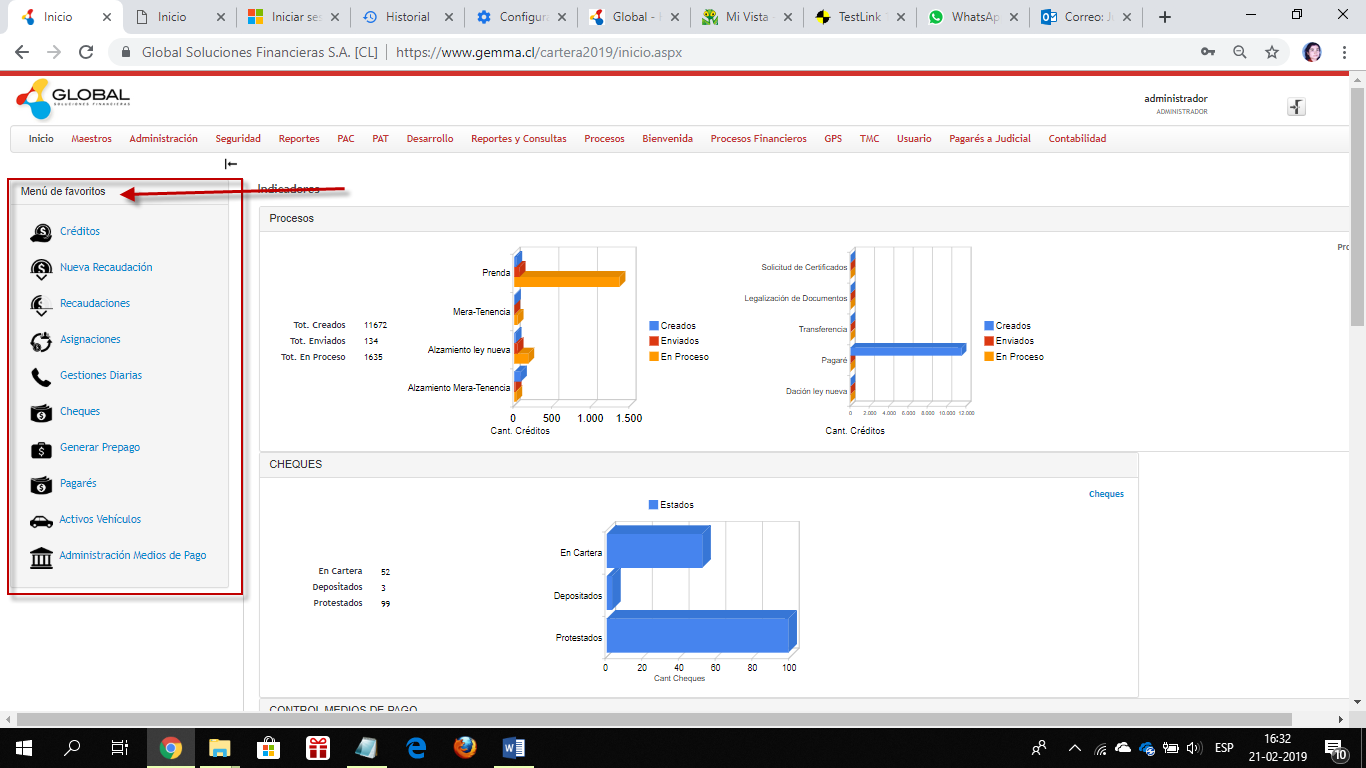 Inicio
Inicio
Iniciar ses
Historial
Configura
Global -
Mi Vista -
TestLink
WhatsAp
Correo: J
Global Soluciones Financieras S.A. [CL] | https://www.gemma.cl/cartera2019/inicio.aspx
GLOBAL
SOLUCIONES FINANCIERAS
administrador
ADMINISTRADOR
Inicio Maestros Administración Seguridad Reportes PAC PAT Desarrollo Reportes y Consultas Procesos Bienvenida Procesos Financieros GPS TMC Usuario Pagarés a Judicial Contabilidad
Menú de favoritos
Créditos
Nueva Recaudación
Recaudaciones
Asignaciones
Gestiones Diarias
Cheques
Generar Prepago
Pagarés
Activos Vehículos
Administración Medios de Pago
Indicadores
Procesos
Tot. Creados 11672
Tot. Enviados 134
Tot. En Proceso 1635
Prenda
Mera-Tenencia
Alzamiento ley nueva
Alzamiento Mera-Tenencia
0 500 1.000 1.500
Cant. Créditos
Creados
Enviados
En Proceso
Pro
Solicitud de Certificados
Legalización de Documentos
Transferencia
Pagaré
Dación ley nueva
0 2.000 4.000 6.000 8.000 10.000 12.000
Cant. Créditos
Creados
Enviados
En Proceso
CHEQUES
Cheques
En Cartera 52
Depositados 3
Protestados 99
Estados
En Cartera
Depositados
Protestados
0 20 40 60 80 100
Cant Cheques
CONTROL MEDIOS DE PAGO
ESP
16:32
21-02-2019
10